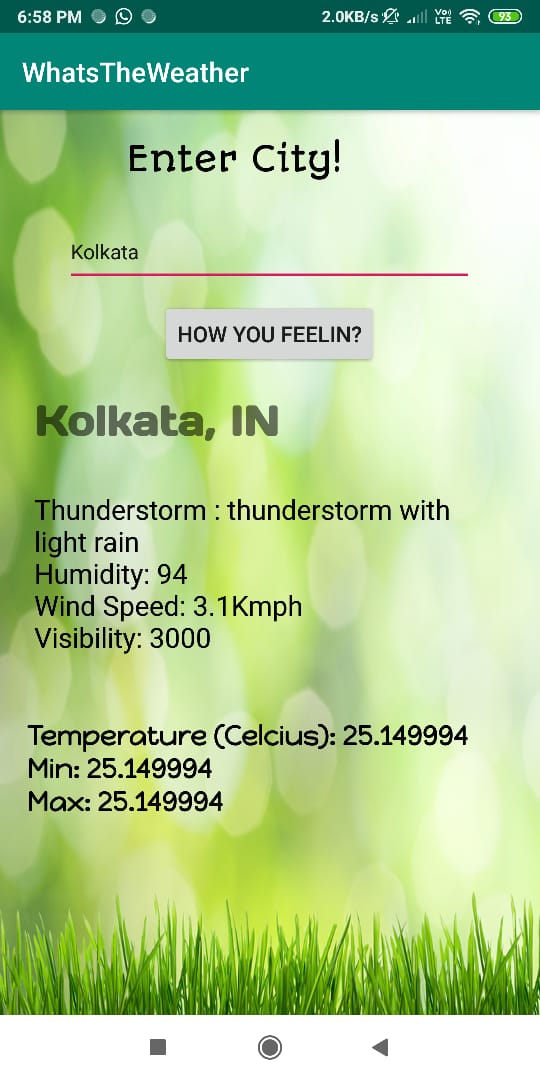 6:58 PM 2.0KB/s Vo) LTE 93
WhatsTheWeather
Enter City!
Kolkata
HOW YOU FEELIN?
Kolkata, IN
Thunderstorm : thunderstorm with
light rain
Humidity: 94
Wind Speed: 3.1Kmph
Visibility: 3000
Temperature (Celcius): 25.149994
Min: 25.149994
Max: 25.149994